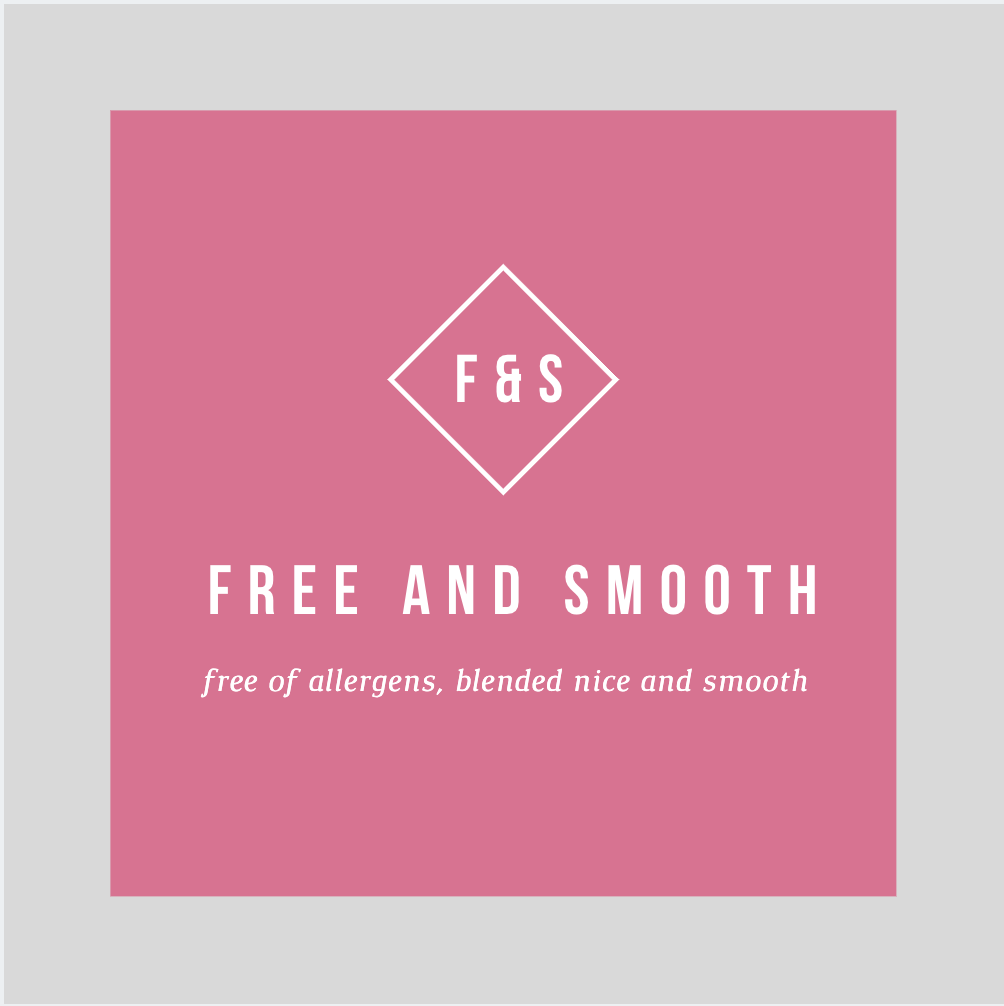 F & S
FREE AND SMOOTH
free of allergens, blended nice and smooth